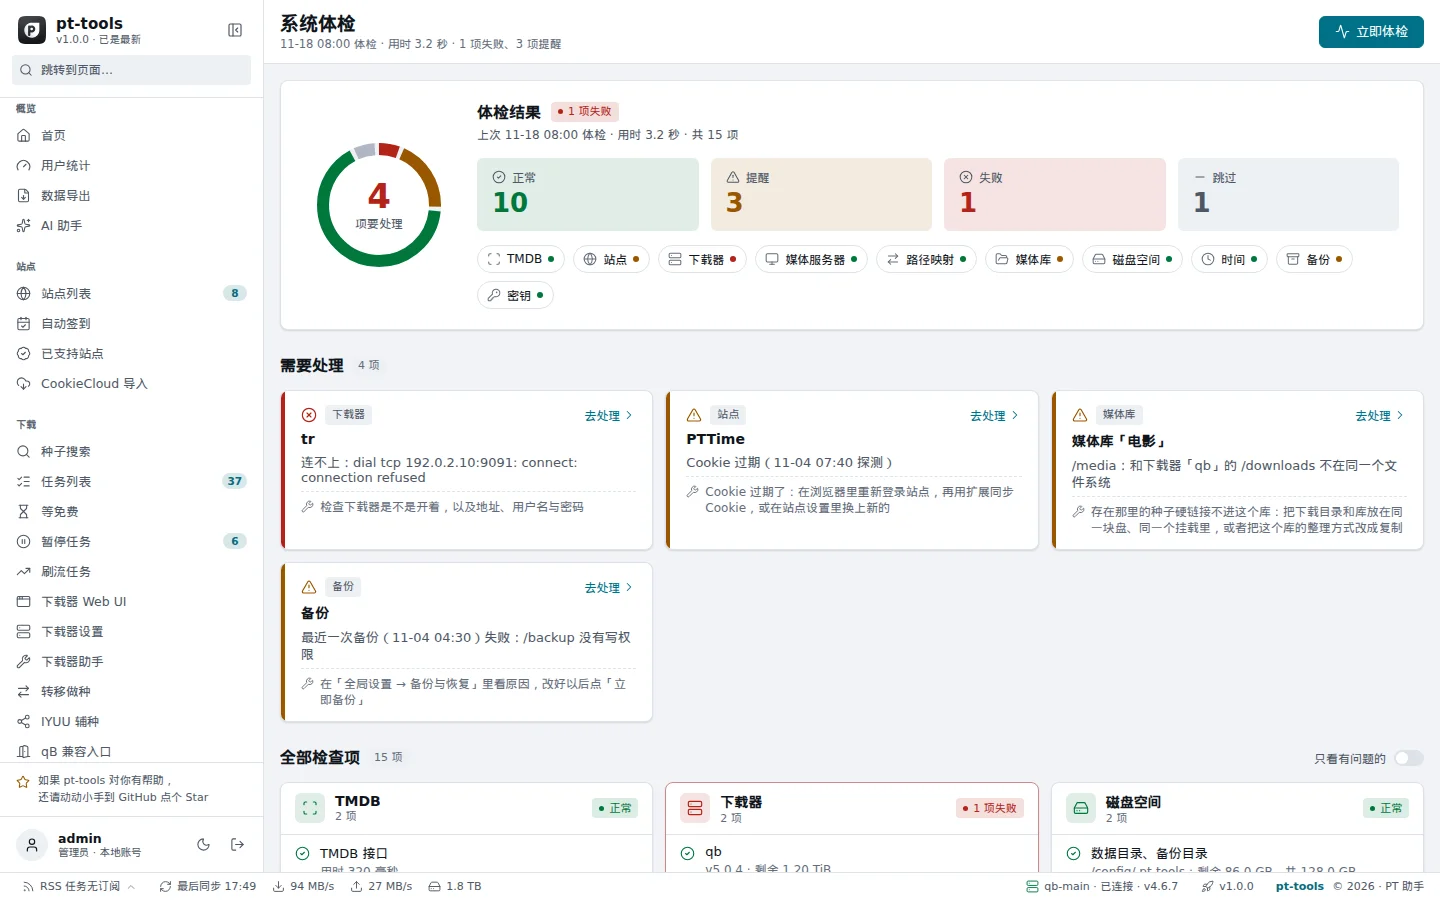 pt-tools
v1.0.0 · 已是最新
跳转到页面…
概览
首页
用户统计
数据导出
AI 助手
站点
站点列表 8
自动签到
已支持站点
CookieCloud 导入
下载
种子搜索
任务列表 37
等免费
暂停任务 6
刷流任务
下载器 Web UI
下载器设置
下载器助手
转移做种
IYUU 辅种
qB 兼容入口
如果 pt-tools 对你有帮助，
还请动动小手到 GitHub 点个 Star
admin
管理员 · 本地账号
系统体检
11-18 08:00 体检 · 用时 3.2 秒 · 1 项失败、3 项提醒
立即体检
4
项要处理
体检结果 1 项失败
上次 11-18 08:00 体检 · 用时 3.2 秒 · 共 15 项
正常 提醒 失败 跳过
10 3 1 1
TMDB 站点 下载器 媒体服务器 路径映射 媒体库 磁盘空间 时间 备份
密钥
需要处理 4 项
下载器 去处理
tr
连不上：dial tcp 192.0.2.10:9091: connect:
connection refused
检查下载器是不是开着，以及地址、用户名与密码
站点 去处理
PTTime
Cookie 过期（11-04 07:40 探测）
Cookie 过期了：在浏览器里重新登录站点，再用扩展同步
Cookie，或在站点设置里换上新的
媒体库 去处理
媒体库「电影」
/media：和下载器「qb」的 /downloads 不在同一个文
件系统
存在那里的种子硬链接不进这个库：把下载目录和库放在同
一块盘、同一个挂载里，或者把这个库的整理方式改成复制
备份 去处理
备份
最近一次备份（11-04 04:30）失败：/backup 没有写权
限
在「全局设置 → 备份与恢复」里看原因，改好以后点「立
即备份」
全部检查项 15 项
只看有问题的
TMDB 正常
2 项
TMDB 接口
用时 320 毫秒
下载器 1 项失败
2 项
qb
v5.0.4 · 剩余 1.20 TiB
磁盘空间 正常
2 项
数据目录、备份目录
/config/.pt-tools · 剩余 86.0 GB，共 128.0 GB
RSS 任务无订阅 最后同步 17:49 94 MB/s 27 MB/s 1.8 TB
qb-main · 已连接 · v4.6.7 v1.0.0 pt-tools © 2026 · PT 助手